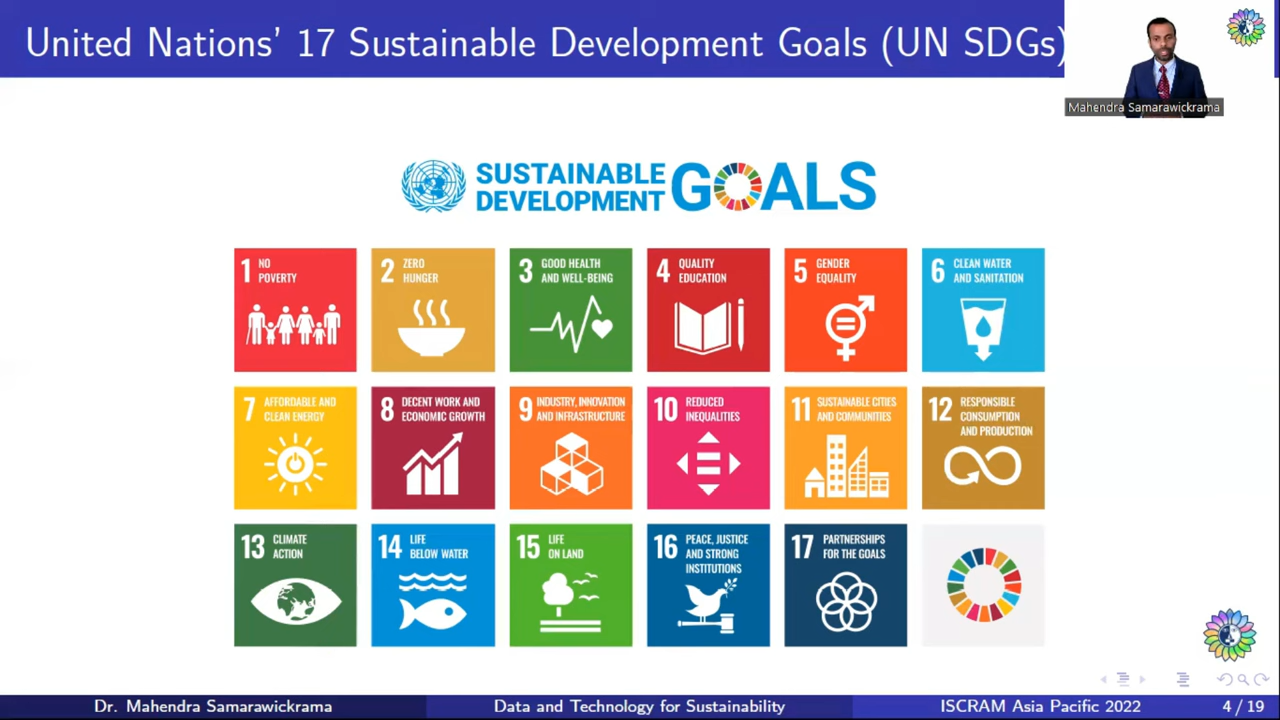 United Nations' 17 Sustainable Development Goals (UN SDGs)
Mahendra Samarawickrama
SUSTAINABLE
DEVELOPMENT
GOALS
1 NO
POVERTY
2 ZERO
HUNGER
3 GOOD HEALTH
AND WELL-BEING
4 QUALITY
EDUCATION
5 GENDER
EQUALITY
6 CLEAN WATER
AND SANITATION
7 AFFORDABLE AND
CLEAN ENERGY
8 DECENT WORK AND
ECONOMIC GROWTH
9 INDUSTRY, INNOVATION
AND INFRASTRUCTURE
10 REDUCED
INEQUALITIES
11 SUSTAINABLE CITIES
AND COMMUNITIES
12 RESPONSIBLE
CONSUMPTION
AND PRODUCTION
13 CLIMATE
ACTION
14 LIFE
BELOW WATER
15 LIFE
ON LAND
16 PEACE, JUSTICE
AND STRONG
INSTITUTIONS
17 PARTNERSHIPS
FOR THE GOALS
Dr. Mahendra Samarawickrama
Data and Technology for Sustainability
ISCRAM Asia Pacific 2022
4 / 19